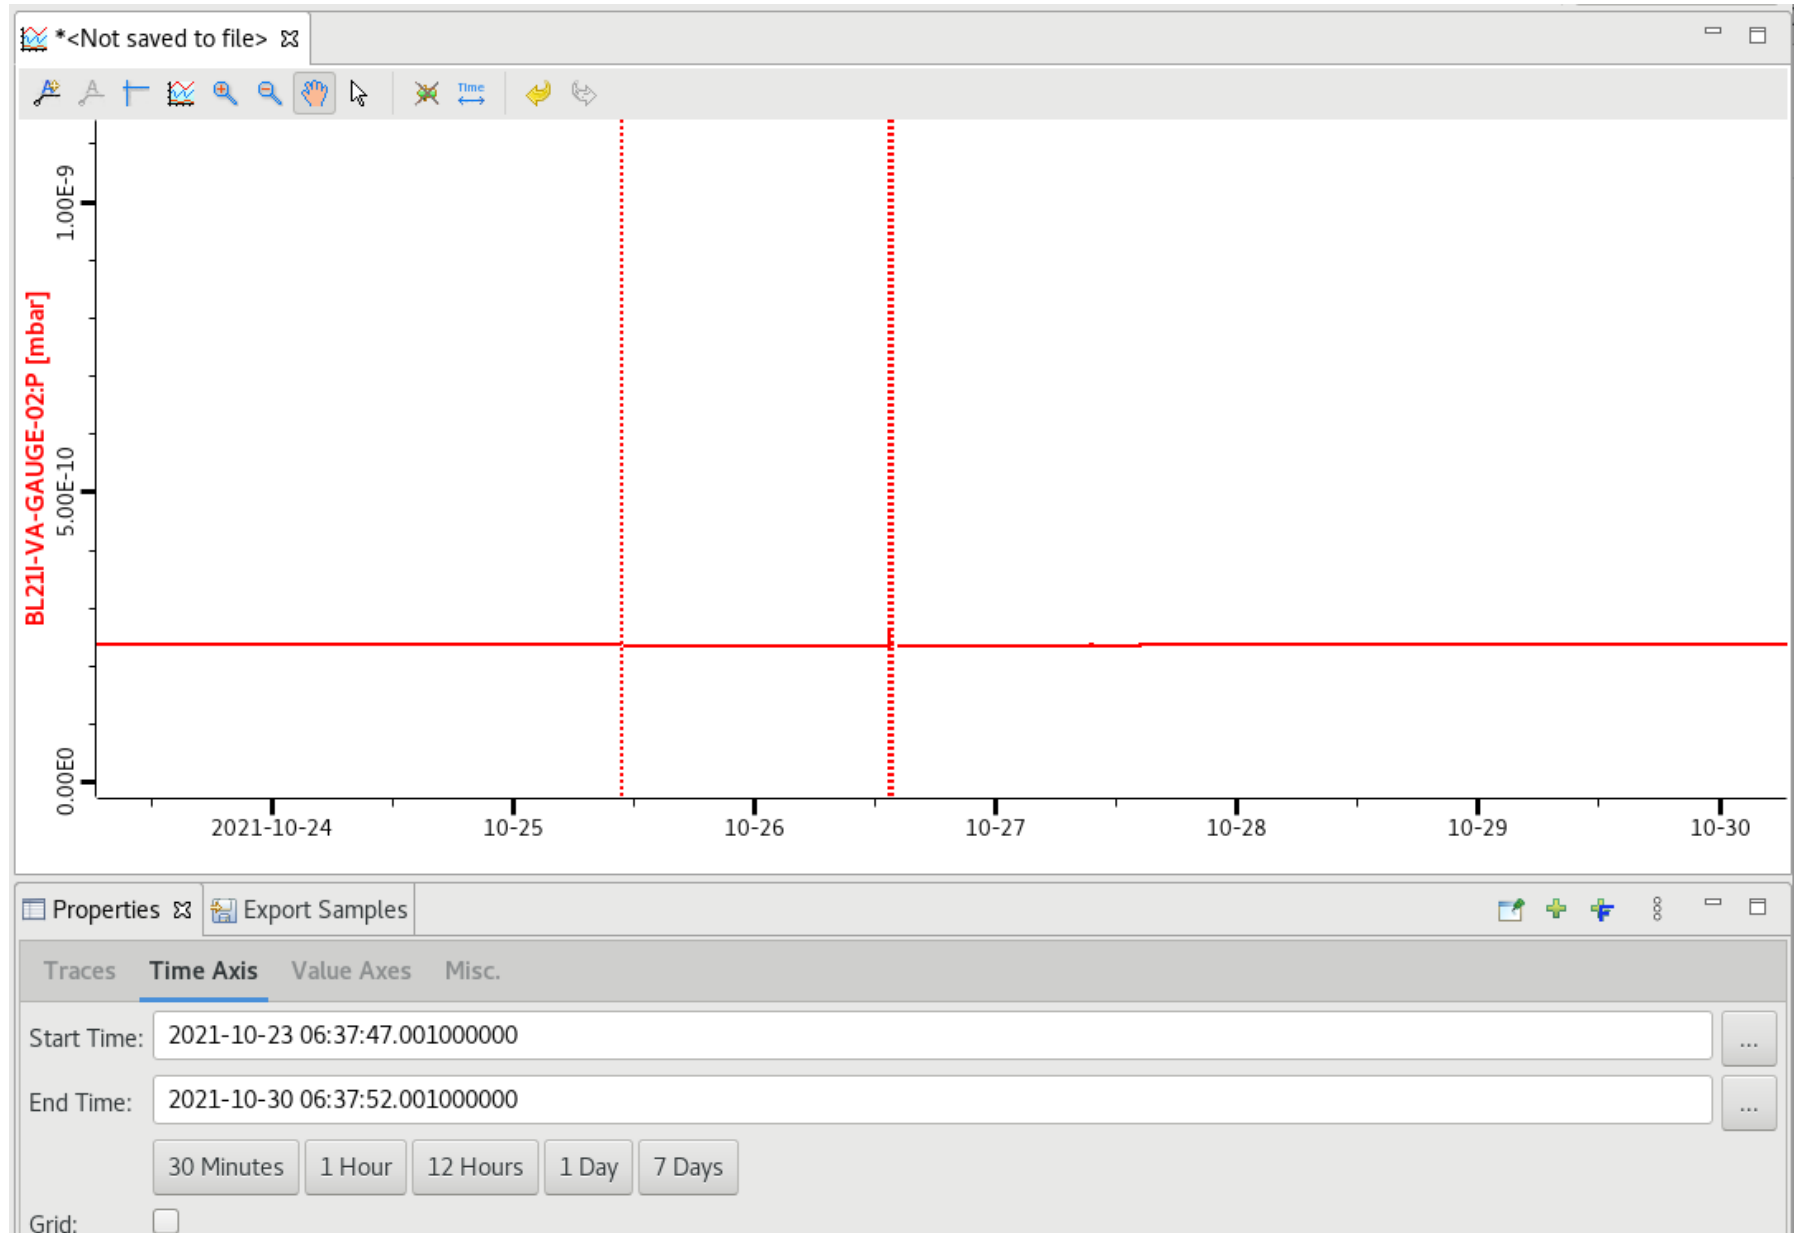 *<Not saved to file>
Time
1.00E-9
5.00E-10
0.00E0
BL21I-VA-GAUGE-02:P [mbar]
2021-10-24 10-25 10-26 10-27 10-28 10-29 10-30
Properties Export Samples
Traces Time Axis Value Axes Misc.
Start Time: 2021-10-23 06:37:47.001000000 ...
End Time: 2021-10-30 06:37:52.001000000 ...
30 Minutes 1 Hour 12 Hours 1 Day 7 Days
Grid: